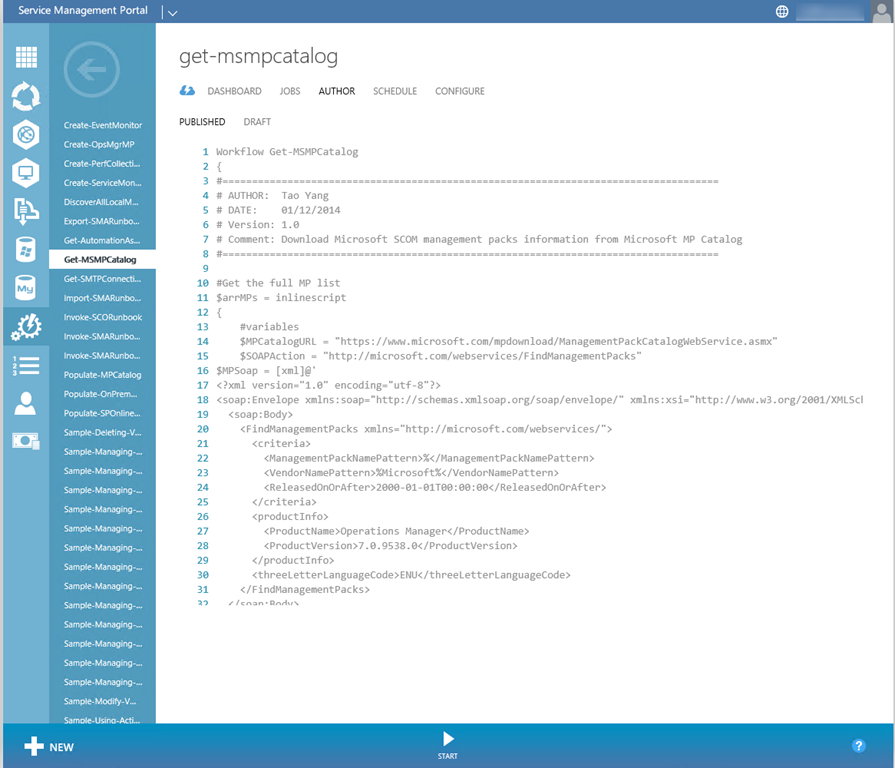 Service Management Portal
get-msmpcatalog
DASHBOARD JOBS AUTHOR SCHEDULE CONFIGURE
PUBLISHED DRAFT
Create-EventMonitor
Create-OpsMgrMP
Create-PerfCollecti...
Create-ServiceMon...
DiscoverAllLocalM...
Export-SMARunbo...
Get-AutomationAs...
Get-MSMPCatalog
Get-SMTPConnecti...
Import-SMARunbo...
Invoke-SCORunbook
Invoke-SMARunbo...
Invoke-SMARunbo...
Populate-MPCatalog
Populate-OnPrem...
Populate-SPOnline...
Sample-Deleting-V...
Sample-Managing-...
Sample-Managing-...
Sample-Managing-...
Sample-Managing-...
Sample-Managing-...
Sample-Managing-...
Sample-Managing-...
Sample-Managing-...
Sample-Managing-...
Sample-Managing-...
Sample-Managing-...
Sample-Managing-...
Sample-Managing-...
Sample-Modify-V...
Sample-Using-Acti...
My
1 Workflow Get-MSMPCatalog
2 {
3 #===================================================================================
4 # AUTHOR:  Tao Yang
5 # DATE:    01/12/2014
6 # Version: 1.0
7 # Comment: Download Microsoft SCOM management packs information from Microsoft MP Catalog
8 #===================================================================================
9
10 #Get the full MP list
11 $arrMPs = inlinescript
12 {
13     #variables
14     $MPCatalogURL = "https://www.microsoft.com/mpdownload/ManagementPackCatalogWebService.asmx"
15     $SOAPAction = "http://microsoft.com/webservices/FindManagementPacks"
16 $MPSoap = [xml]@'
17 <?xml version="1.0" encoding="utf-8"?>
18 <soap:Envelope xmlns:soap="http://schemas.xmlsoap.org/soap/envelope/" xmlns:xsi="http://www.w3.org/2001/XMLScl
19   <soap:Body>
20     <FindManagementPacks xmlns="http://microsoft.com/webservices/">
21       <criteria>
22         <ManagementPackNamePattern>%</ManagementPackNamePattern>
23         <VendorNamePattern>%Microsoft%</VendorNamePattern>
24         <ReleasedOnOrAfter>2000-01-01T00:00:00</ReleasedOnOrAfter>
25       </criteria>
26       <productInfo>
27         <ProductName>Operations Manager</ProductName>
28         <ProductVersion>7.0.9538.0</ProductVersion>
29       </productInfo>
30       <threeLetterLanguageCode>ENU</threeLetterLanguageCode>
31     </FindManagementPacks>
32   </soap:Body>
NEW
START
?